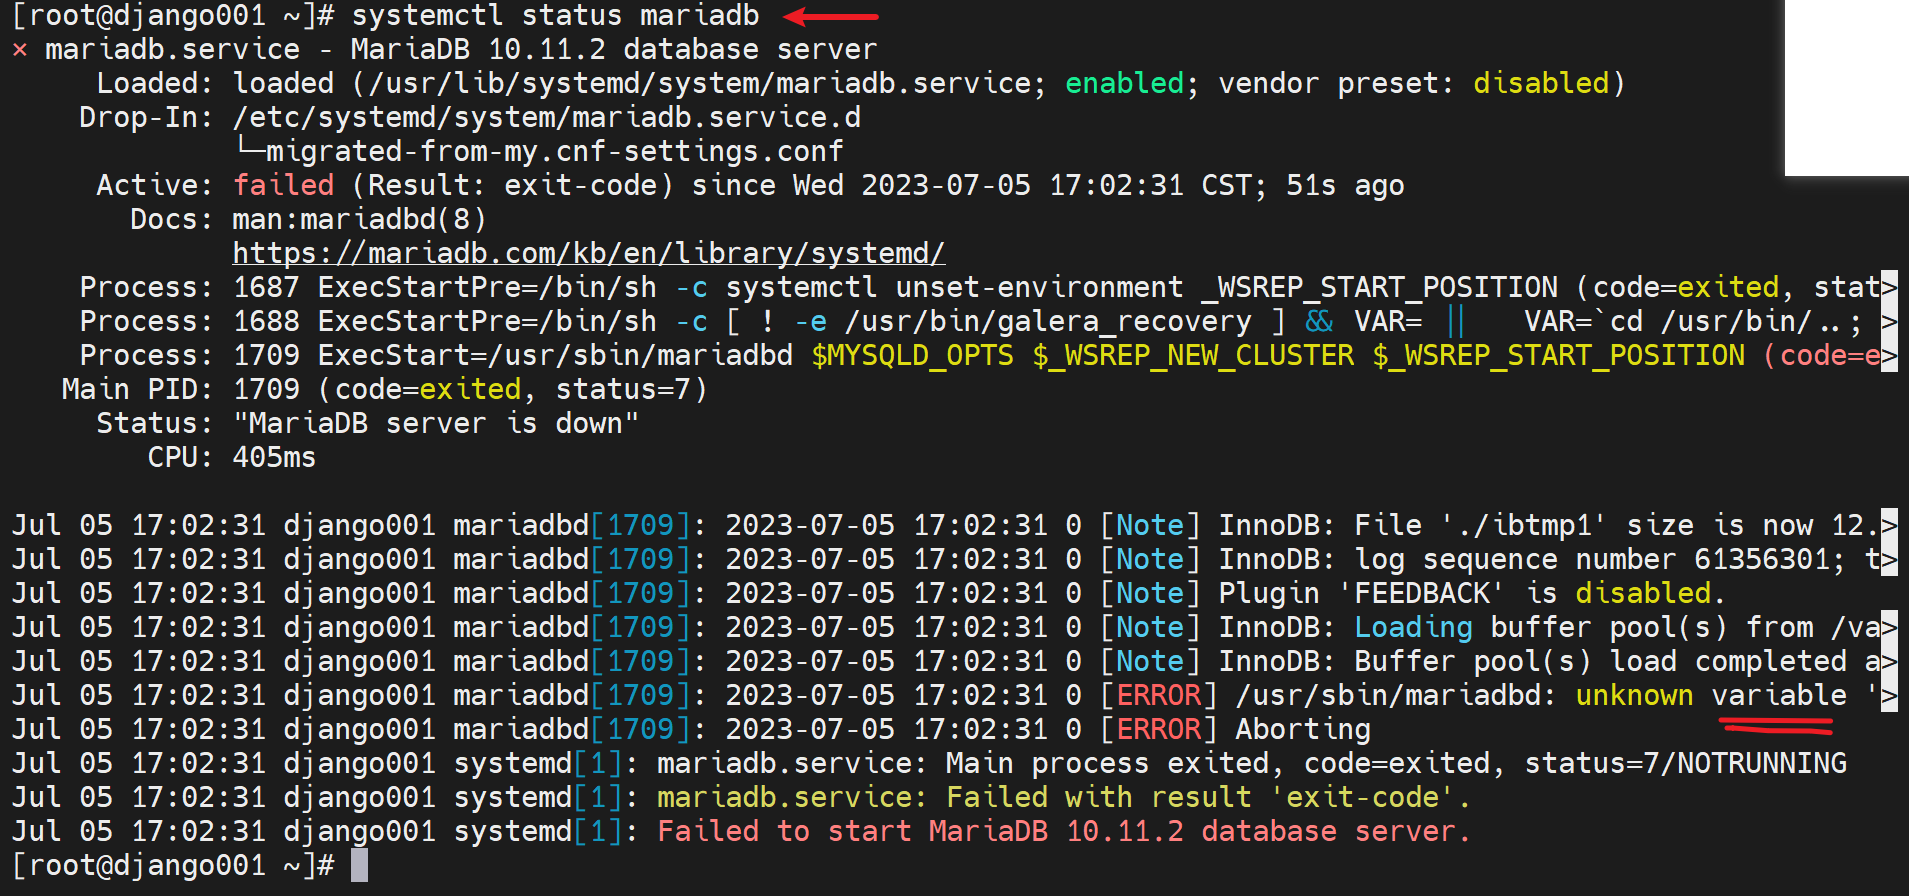 [root@django001 ~]# systemctl status mariadb
× mariadb.service - MariaDB 10.11.2 database server
Loaded: loaded (/usr/lib/systemd/system/mariadb.service; enabled; vendor preset: disabled)
Drop-In: /etc/systemd/system/mariadb.service.d
└─migrated-from-my.cnf-settings.conf
Active: failed (Result: exit-code) since Wed 2023-07-05 17:02:31 CST; 51s ago
Docs: man:mariadbd(8)
https://mariadb.com/kb/en/library/systemd/
Process: 1687 ExecStartPre=/bin/sh -c systemctl unset-environment _WSREP_START_POSITION (code=exited, stat>
Process: 1688 ExecStartPre=/bin/sh -c [ ! -e /usr/bin/galera_recovery ] && VAR= || VAR=`cd /usr/bin/..; >
Process: 1709 ExecStart=/usr/sbin/mariadbd $MYSQLD_OPTS $_WSREP_NEW_CLUSTER $_WSREP_START_POSITION (code=e>
Main PID: 1709 (code=exited, status=7)
Status: "MariaDB server is down"
CPU: 405ms
Jul 05 17:02:31 django001 mariadbd[1709]: 2023-07-05 17:02:31 0 [Note] InnoDB: File './ibtmp1' size is now 12.>
Jul 05 17:02:31 django001 mariadbd[1709]: 2023-07-05 17:02:31 0 [Note] InnoDB: log sequence number 61356301; t>
Jul 05 17:02:31 django001 mariadbd[1709]: 2023-07-05 17:02:31 0 [Note] Plugin 'FEEDBACK' is disabled.
Jul 05 17:02:31 django001 mariadbd[1709]: 2023-07-05 17:02:31 0 [Note] InnoDB: Loading buffer pool(s) from /va>
Jul 05 17:02:31 django001 mariadbd[1709]: 2023-07-05 17:02:31 0 [Note] InnoDB: Buffer pool(s) load completed a>
Jul 05 17:02:31 django001 mariadbd[1709]: 2023-07-05 17:02:31 0 [ERROR] /usr/sbin/mariadbd: unknown variable '>
Jul 05 17:02:31 django001 mariadbd[1709]: 2023-07-05 17:02:31 0 [ERROR] Aborting
Jul 05 17:02:31 django001 systemd[1]: mariadb.service: Main process exited, code=exited, status=7/NOTRUNNING
Jul 05 17:02:31 django001 systemd[1]: mariadb.service: Failed with result 'exit-code'.
Jul 05 17:02:31 django001 systemd[1]: Failed to start MariaDB 10.11.2 database server.
[root@django001 ~]#